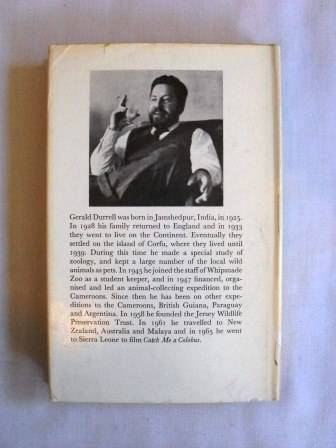 Gerald Durrell was born in Jamshedpur, India, in 1925.
In 1928 his family returned to England and in 1933
they went to live on the Continent. Eventually they
settled on the island of Corfu, where they lived until
1939. During this time he made a special study of
zoology, and kept a large number of the local wild
animals as pets. In 1945 he joined the staff of Whipsnade
Zoo as a student keeper, and in 1947 financed, organ-
ised and led an animal-collecting expedition to the
Cameroons. Since then he has been on other expe-
ditions to the Cameroons, British Guiana, Paraguay
and Argentina. In 1958 he founded the Jersey Wildlife
Preservation Trust. In 1961 he travelled to New
Zealand, Australia and Malaya and in 1965 he went
to Sierra Leone to film Catch Me a Colobus.